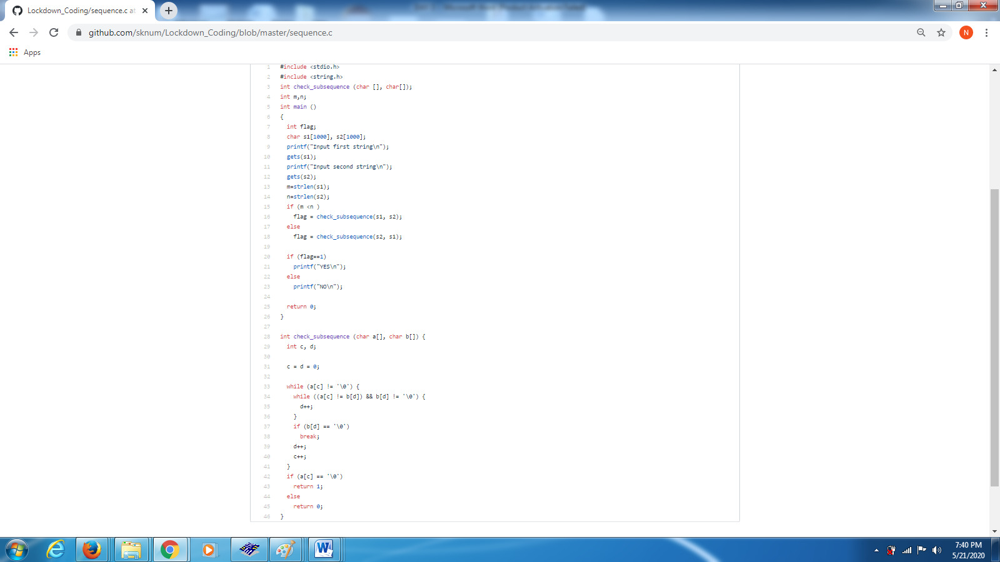 Lockdown_Coding/sequence.c at
github.com/sknum/Lockdown_Coding/blob/master/sequence.c
N
Apps
1 #include <stdio.h>
2 #include <string.h>
3 int check_subsequence (char [], char[]);
4 int m,n;
5 int main ()
6 {
7 int flag;
8 char s1[1000], s2[1000];
9 printf("Input first string\n");
10 gets(s1);
11 printf("Input second string\n");
12 gets(s2);
13 m=strlen(s1);
14 n=strlen(s2);
15 if (m <n )
16 flag = check_subsequence(s1, s2);
17 else
18 flag = check_subsequence(s2, s1);
19
20 if (flag==1)
21 printf("YES\n");
22 else
23 printf("NO\n");
24
25 return 0;
26 }
27
28 int check_subsequence (char a[], char b[]) {
29 int c, d;
30
31 c = d = 0;
32
33 while (a[c] != '\0') {
34 while ((a[c] != b[d]) && b[d] != '\0') {
35 d++;
36 }
37 if (b[d] == '\0')
38 break;
39 d++;
40 c++;
41 }
42 if (a[c] == '\0')
43 return 1;
44 else
45 return 0;
46 }
7:40 PM
5/21/2020